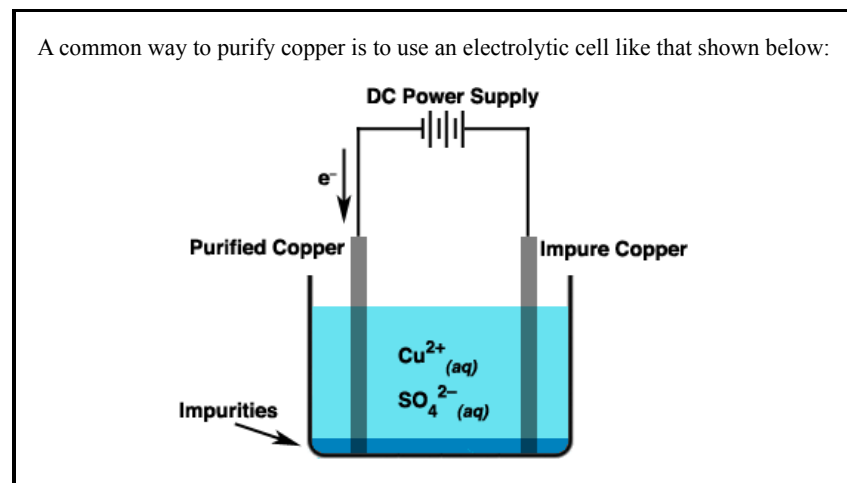 A common way to purify copper is to use an electrolytic cell like that shown below:
DC Power Supply
e⁻
Purified Copper
Impure Copper
Cu²⁺(aq)
SO₄²⁻(aq)
Impurities